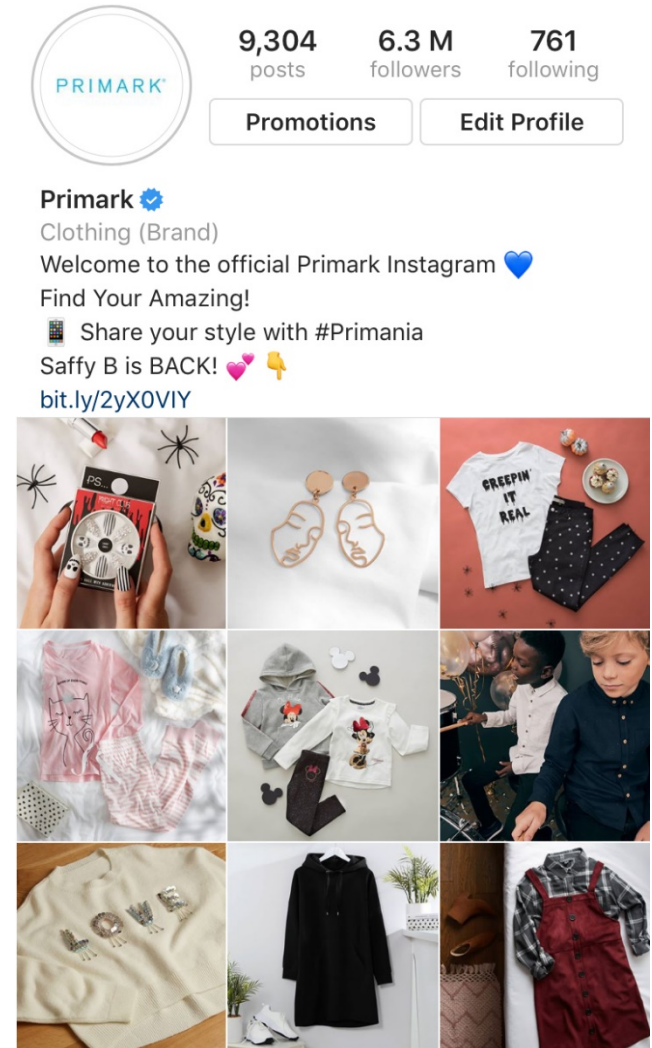 PRIMARK®
9,304
posts
6.3 M
followers
761
following
Promotions
Edit Profile
Primark
Clothing (Brand)
Welcome to the official Primark Instagram 💙
Find Your Amazing!
📱 Share your style with #Primania
Saffy B is BACK! 💕 👇
bit.ly/2yX0VIY
PS...
CREEPIN'
IT
REAL
LOVE